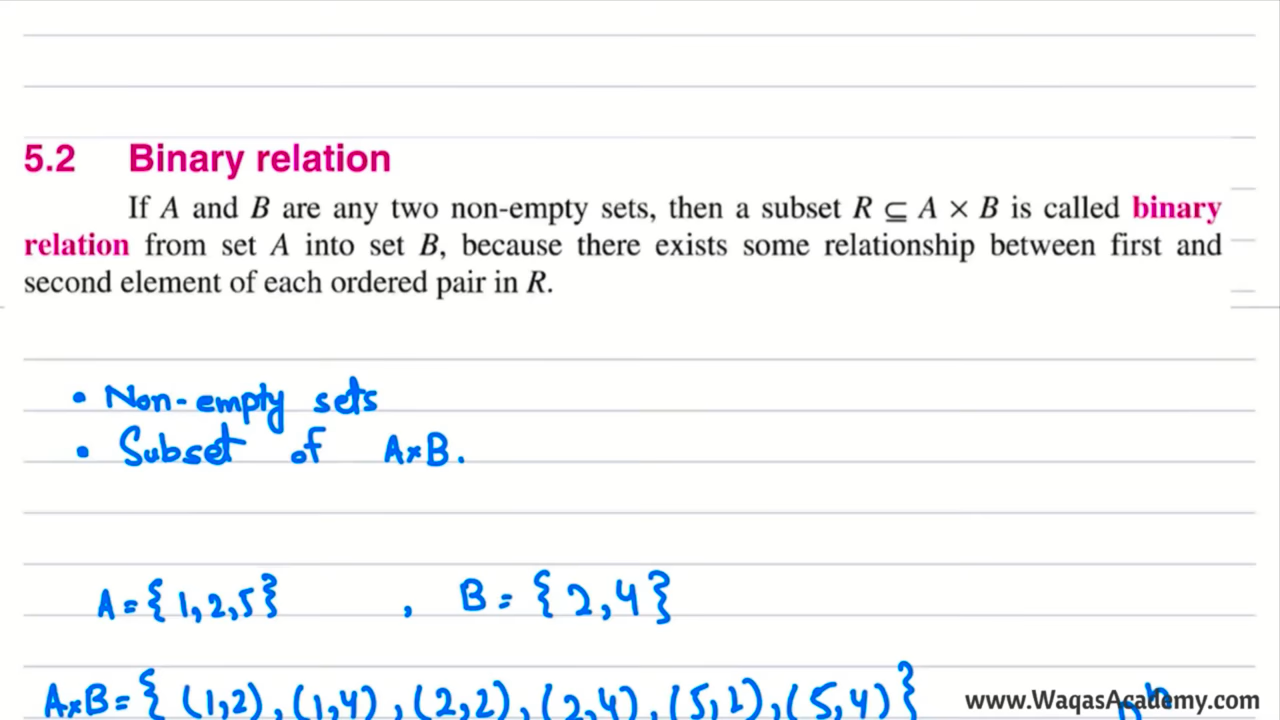 5.2 Binary relation
If A and B are any two non-empty sets, then a subset R ⊆ A × B is called binary
relation from set A into set B, because there exists some relationship between first and
second element of each ordered pair in R.
• Non-empty sets
• Subset of A×B.
A={1,2,5} , B={2,4}
A×B={(1,2),(1,4),(2,2),(2,4),(5,2),(5,4)}
www.WaqasAcademy.com